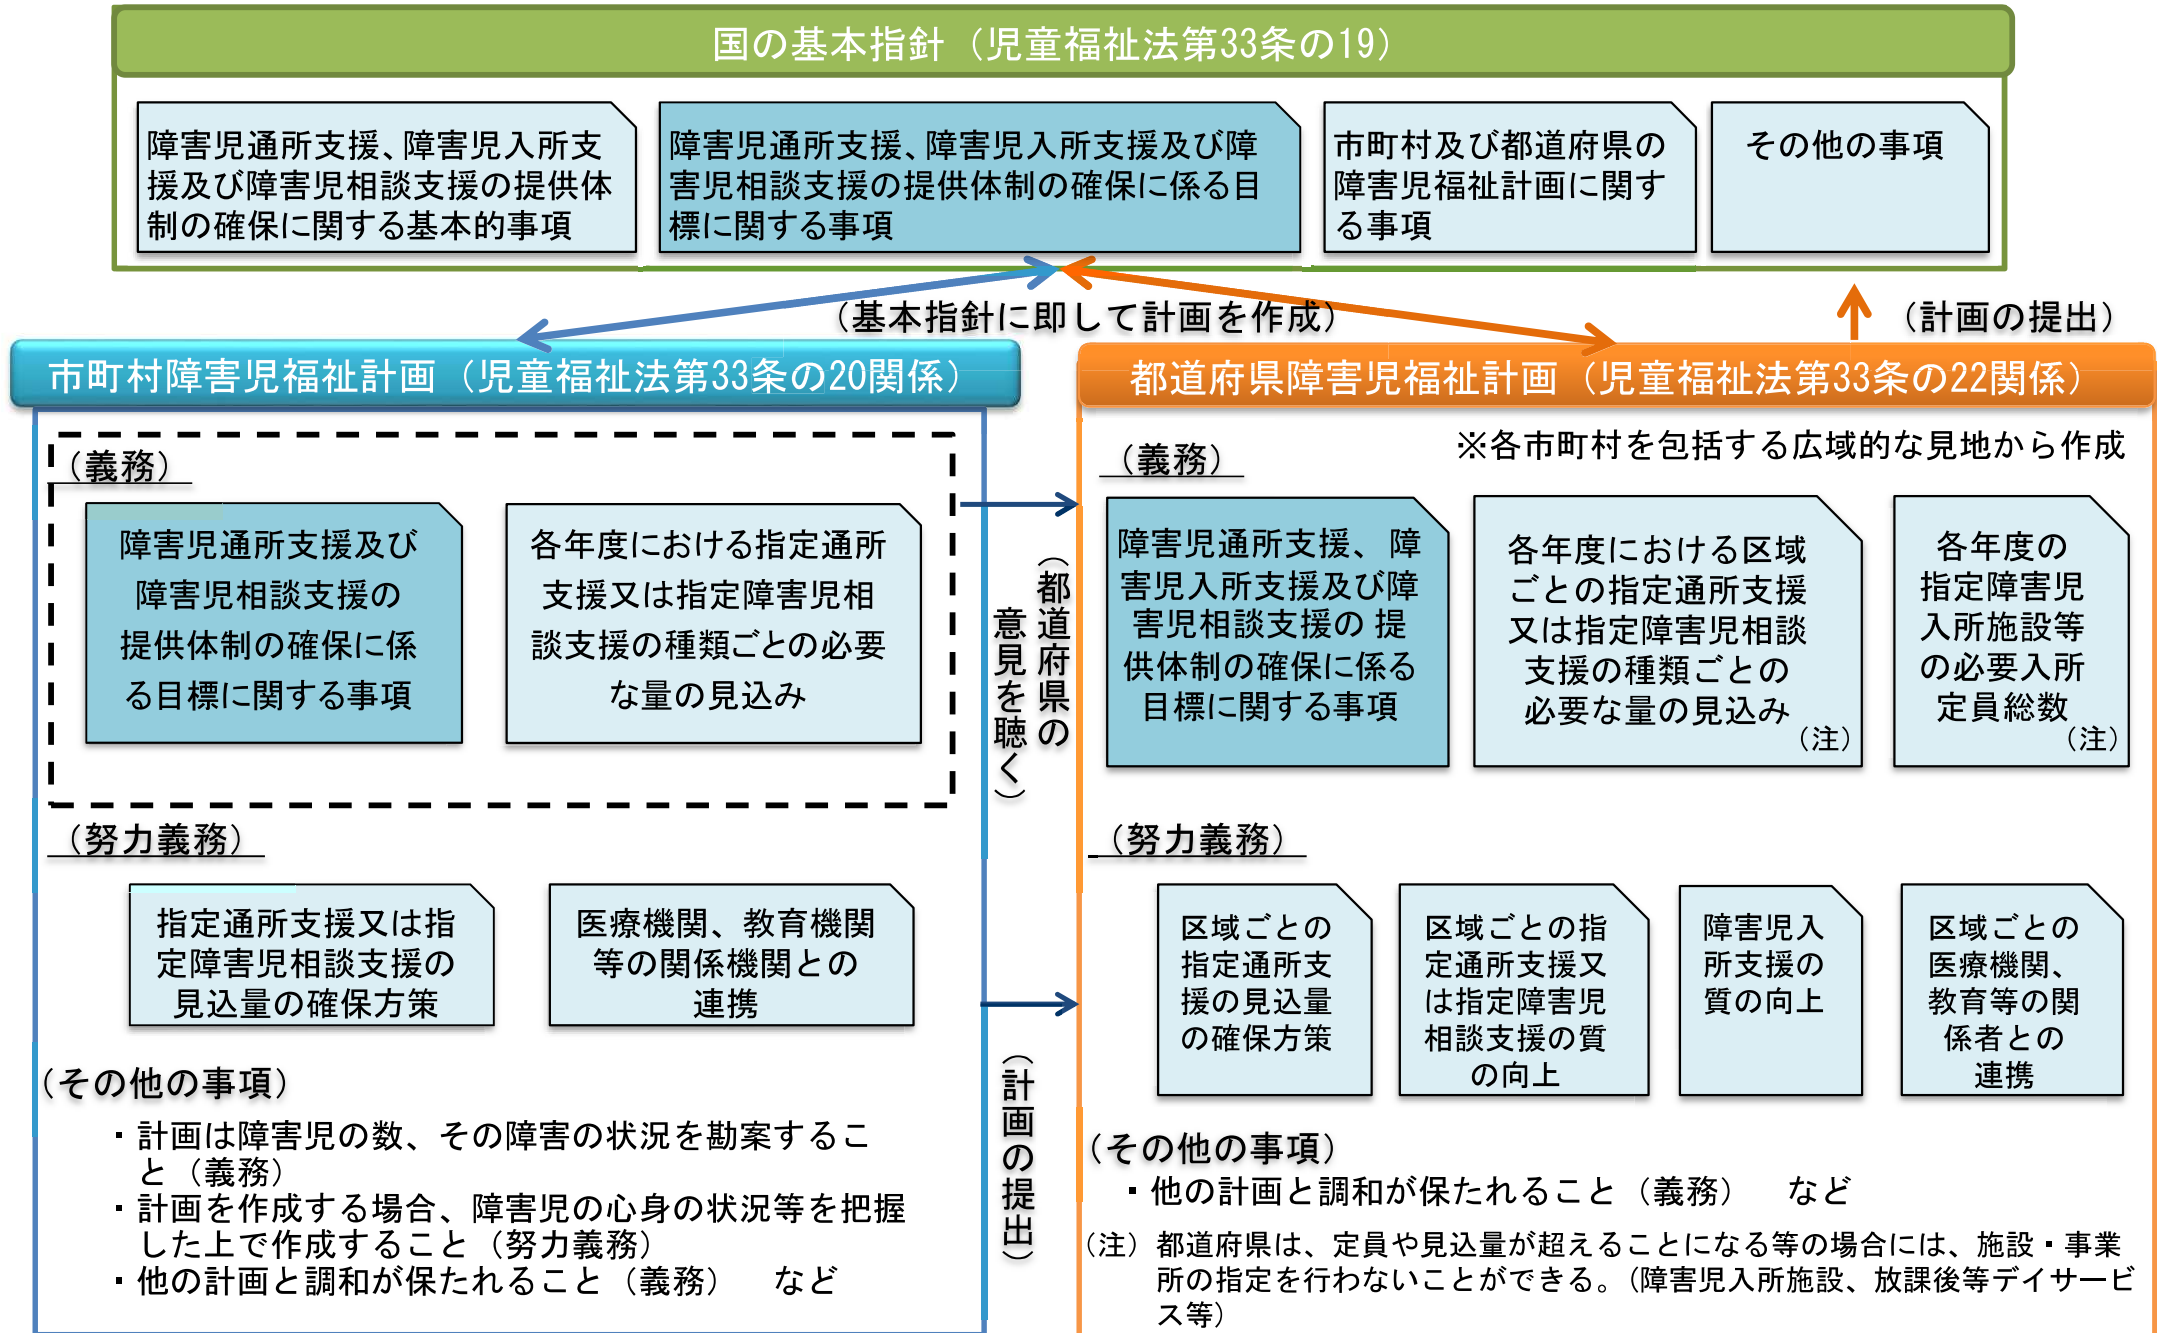 国の基本指針（児童福祉法第33条の19）
障害児通所支援、障害児入所支
援及び障害児相談支援の提供体
制の確保に関する基本的事項
障害児通所支援、障害児入所支援及び障
害児相談支援の提供体制の確保に係る目
標に関する事項
市町村及び都道府県の
障害児福祉計画に関す
る事項
その他の事項
（基本指針に即して計画を作成）
（計画の提出）
市町村障害児福祉計画（児童福祉法第33条の20関係）
（義務）
障害児通所支援及び
障害児相談支援の
提供体制の確保に係
る目標に関する事項
各年度における指定通所
支援又は指定障害児相
談支援の種類ごとの必要
な量の見込み
（努力義務）
指定通所支援又は指
定障害児相談支援の
見込量の確保方策
医療機関、教育機関
等の関係機関との
連携
（その他の事項）
・計画は障害児の数、その障害の状況を勘案するこ
と（義務）
・計画を作成する場合、障害児の心身の状況等を把握
した上で作成すること（努力義務）
・他の計画と調和が保たれること（義務）　など
（都道府県の
意見を聴く）
（計画の提出）
都道府県障害児福祉計画（児童福祉法第33条の22関係）
※各市町村を包括する広域的な見地から作成
（義務）
障害児通所支援、障
害児入所支援及び障
害児相談支援の 提
供体制の確保に係る
目標に関する事項
各年度における区域
ごとの指定通所支援
又は指定障害児相談
支援の種類ごとの
必要な量の見込み
（注）
各年度の
指定障害児
入所施設等
の必要入所
定員総数
（注）
（努力義務）
区域ごとの
指定通所支
援の見込量
の確保方策
区域ごとの指
定通所支援又
は指定障害児
相談支援の質
の向上
障害児入
所支援の
質の向上
区域ごとの
医療機関、
教育等の関
係者との
連携
（その他の事項）
・他の計画と調和が保たれること（義務）　など
（注）都道府県は、定員や見込量が超えることになる等の場合には、施設・事業
所の指定を行わないことができる。（障害児入所施設、放課後等デイサービ
ス等）